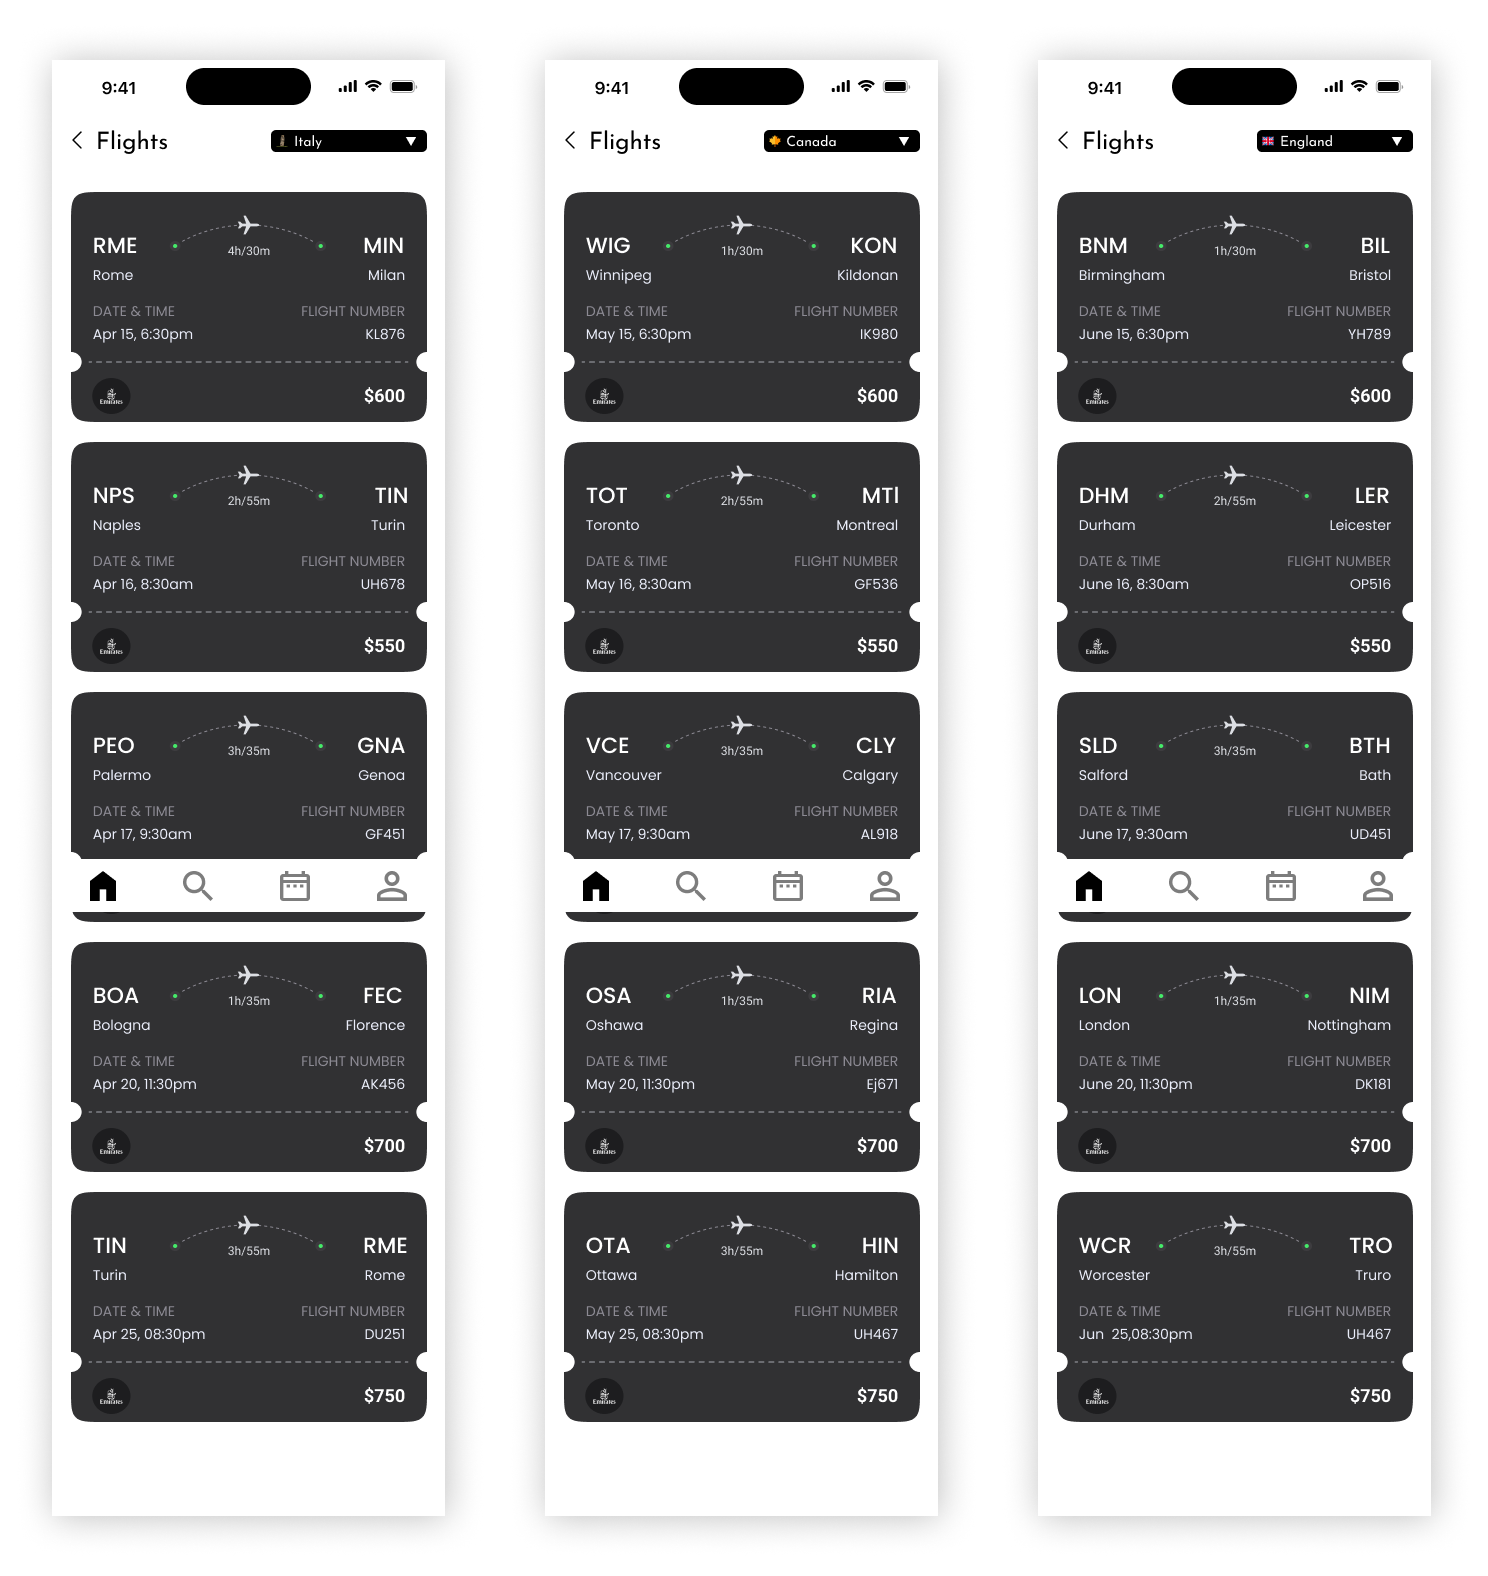 9:41
Flights
Italy
RME
MIN
4h/30m
Rome
Milan
DATE & TIME
FLIGHT NUMBER
Apr 15, 6:30pm
KL876
Emirates
$600
NPS
TIN
2h/55m
Naples
Turin
DATE & TIME
FLIGHT NUMBER
Apr 16, 8:30am
UH678
Emirates
$550
PEO
GNA
3h/35m
Palermo
Genoa
DATE & TIME
FLIGHT NUMBER
Apr 17, 9:30am
GF451
BOA
FEC
1h/35m
Bologna
Florence
DATE & TIME
FLIGHT NUMBER
Apr 20, 11:30pm
AK456
Emirates
$700
TIN
RME
3h/55m
Turin
Rome
DATE & TIME
FLIGHT NUMBER
Apr 25, 08:30pm
DU251
Emirates
$750
9:41
Flights
Canada
WIG
KON
1h/30m
Winnipeg
Kildonan
DATE & TIME
FLIGHT NUMBER
May 15, 6:30pm
IK980
Emirates
$600
TOT
MTl
2h/55m
Toronto
Montreal
DATE & TIME
FLIGHT NUMBER
May 16, 8:30am
GF536
Emirates
$550
VCE
CLY
3h/35m
Vancouver
Calgary
DATE & TIME
FLIGHT NUMBER
May 17, 9:30am
AL918
OSA
RIA
1h/35m
Oshawa
Regina
DATE & TIME
FLIGHT NUMBER
May 20, 11:30pm
Ej671
Emirates
$700
OTA
HIN
3h/55m
Ottawa
Hamilton
DATE & TIME
FLIGHT NUMBER
May 25, 08:30pm
UH467
Emirates
$750
9:41
Flights
England
BNM
BIL
1h/30m
Birmingham
Bristol
DATE & TIME
FLIGHT NUMBER
June 15, 6:30pm
YH789
Emirates
$600
DHM
LER
2h/55m
Durham
Leicester
DATE & TIME
FLIGHT NUMBER
June 16, 8:30am
OP516
Emirates
$550
SLD
BTH
3h/35m
Salford
Bath
DATE & TIME
FLIGHT NUMBER
June 17, 9:30am
UD451
LON
NIM
1h/35m
London
Nottingham
DATE & TIME
FLIGHT NUMBER
June 20, 11:30pm
DK181
Emirates
$700
WCR
TRO
3h/55m
Worcester
Truro
DATE & TIME
FLIGHT NUMBER
Jun  25,08:30pm
UH467
Emirates
$750